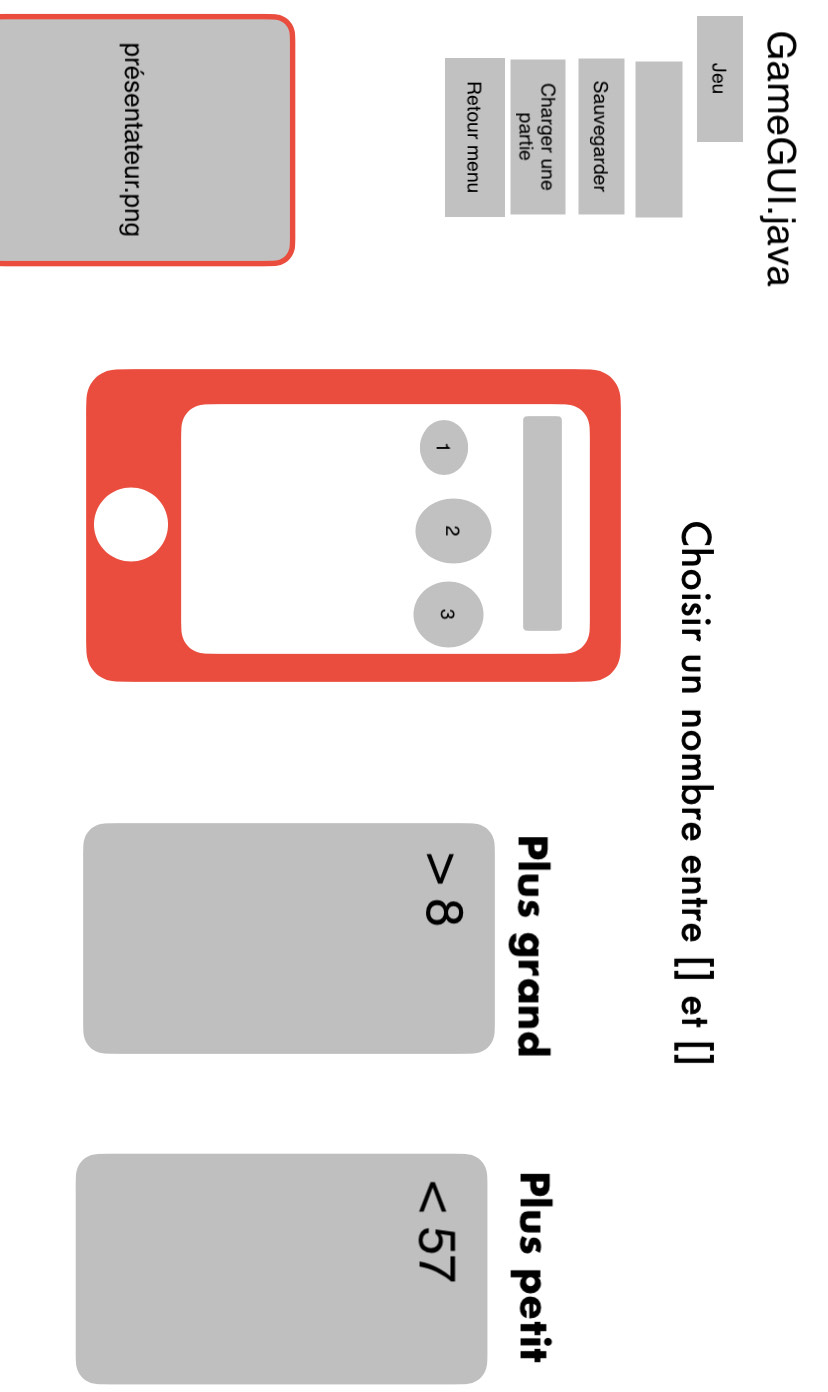 GameGUI.java
Jeu
Sauvegarder
Charger une
partie
Retour menu
Choisir un nombre entre [] et []
1
2
3
Plus grand
> 8
Plus petit
< 57
présentateur.png